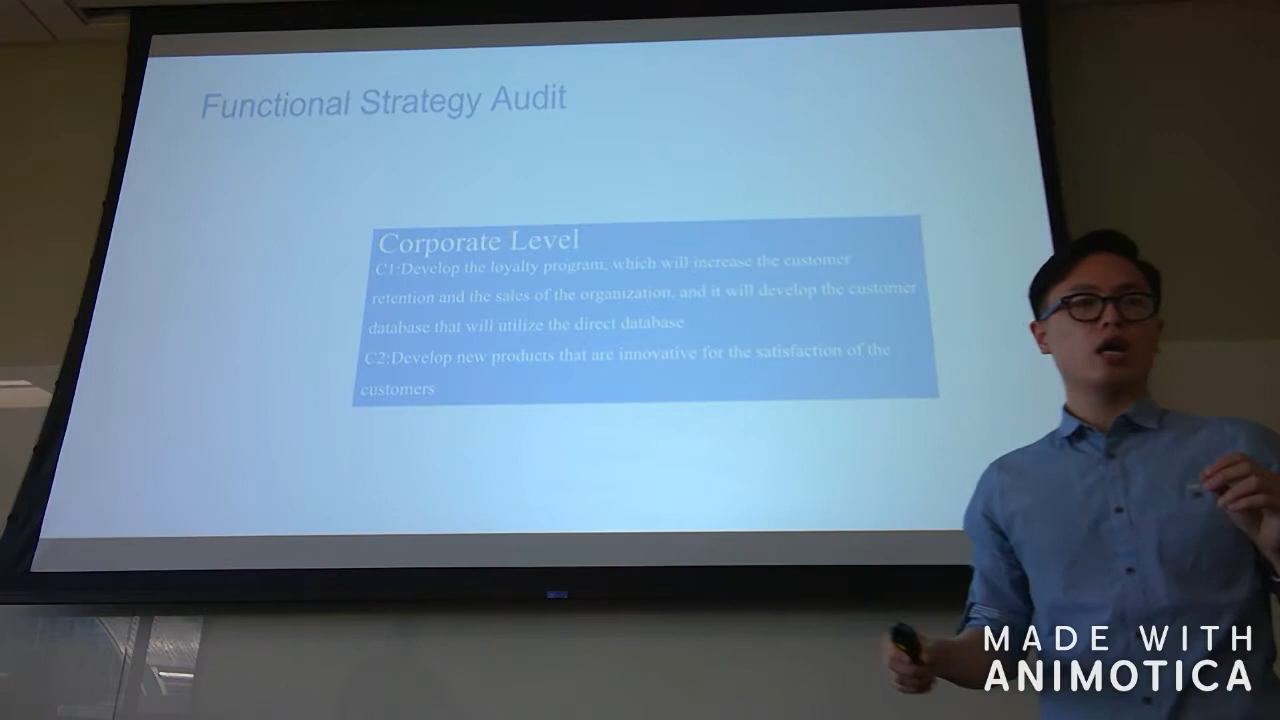 Functional Strategy Audit
Corporate Level
C1:Develop the loyalty program, which will increase the customer
retention and the sales of the organization, and it will develop the customer
database that will utilize the direct database
C2:Develop new products that are innovative for the satisfaction of the
customers
MADE WITH
ANIMOTICA